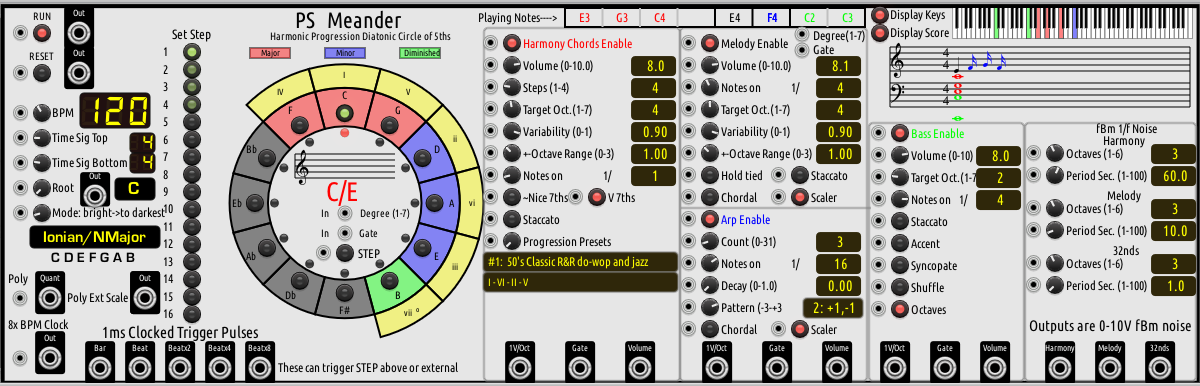 RUN
Out
RESET
Out
BPM
120
Time Sig Top
4
Time Sig Bottom
4
Root
Out
C
Mode: bright->to darkest
Ionian/NMajor
C D E F G A B
Poly
Quant
Poly Ext Scale
Out
8x BPM Clock
Out
Set Step
1
2
3
4
5
6
7
8
9
10
11
12
13
14
15
16
1ms Clocked Trigger Pulses
Bar
Beat
Beatx2
Beatx4
Beatx8
These can trigger STEP above or external
PS Meander
Harmonic Progression Diatonic Circle of 5ths
Major
Minor
Diminished
IV
I
V
ii
vi
iii
vii °
F
C
G
D
A
E
B
F#
Db
Ab
Eb
Bb
C/E
In
Degree (1-7)
In
Gate
STEP
Playing Notes---->
E3
G3
C4
E4
F4
C2
C3
Harmony Chords Enable
Volume (0-10.0)
8.0
Steps (1-4)
4
Target Oct.(1-7)
4
Variability (0-1)
0.90
+-Octave Range (0-3)
1.00
Notes on 1/
1
~Nice 7ths
V 7ths
Staccato
Progression Presets
#1: 50's Classic R&R do-wop and jazz
I - VI - II - V
1V/Oct
Gate
Volume
Melody Enable
Degree(1-7)
Gate
Volume (0-10.0)
8.1
Notes on 1/
4
Target Oct.(1-7)
4
Variability (0-1)
0.90
+-Octave Range (0-3)
1.00
Hold tied
Staccato
Chordal
Scaler
Arp Enable
Count (0-31)
3
Notes on 1/
16
Decay (0-1.0)
0.00
Pattern (-3-+3
2: +1,-1
Chordal
Scaler
1V/Oct
Gate
Volume
Display Keys
Display Score
4
4
4
4
Bass Enable
Volume (0-10)
8.0
Target Oct.(1-7
2
Notes on 1/
4
Staccato
Accent
Syncopate
Shuffle
Octaves
1V/Oct
Gate
Volume
fBm 1/f Noise
Harmony
Octaves (1-6)
3
Period Sec. (1-100)
60.0
Melody
Octaves (1-6)
3
Period Sec. (1-100)
10.0
32nds
Octaves (1-6)
3
Period Sec. (1-100)
1.0
Outputs are 0-10V fBm noise
Harmony
Melody
32nds